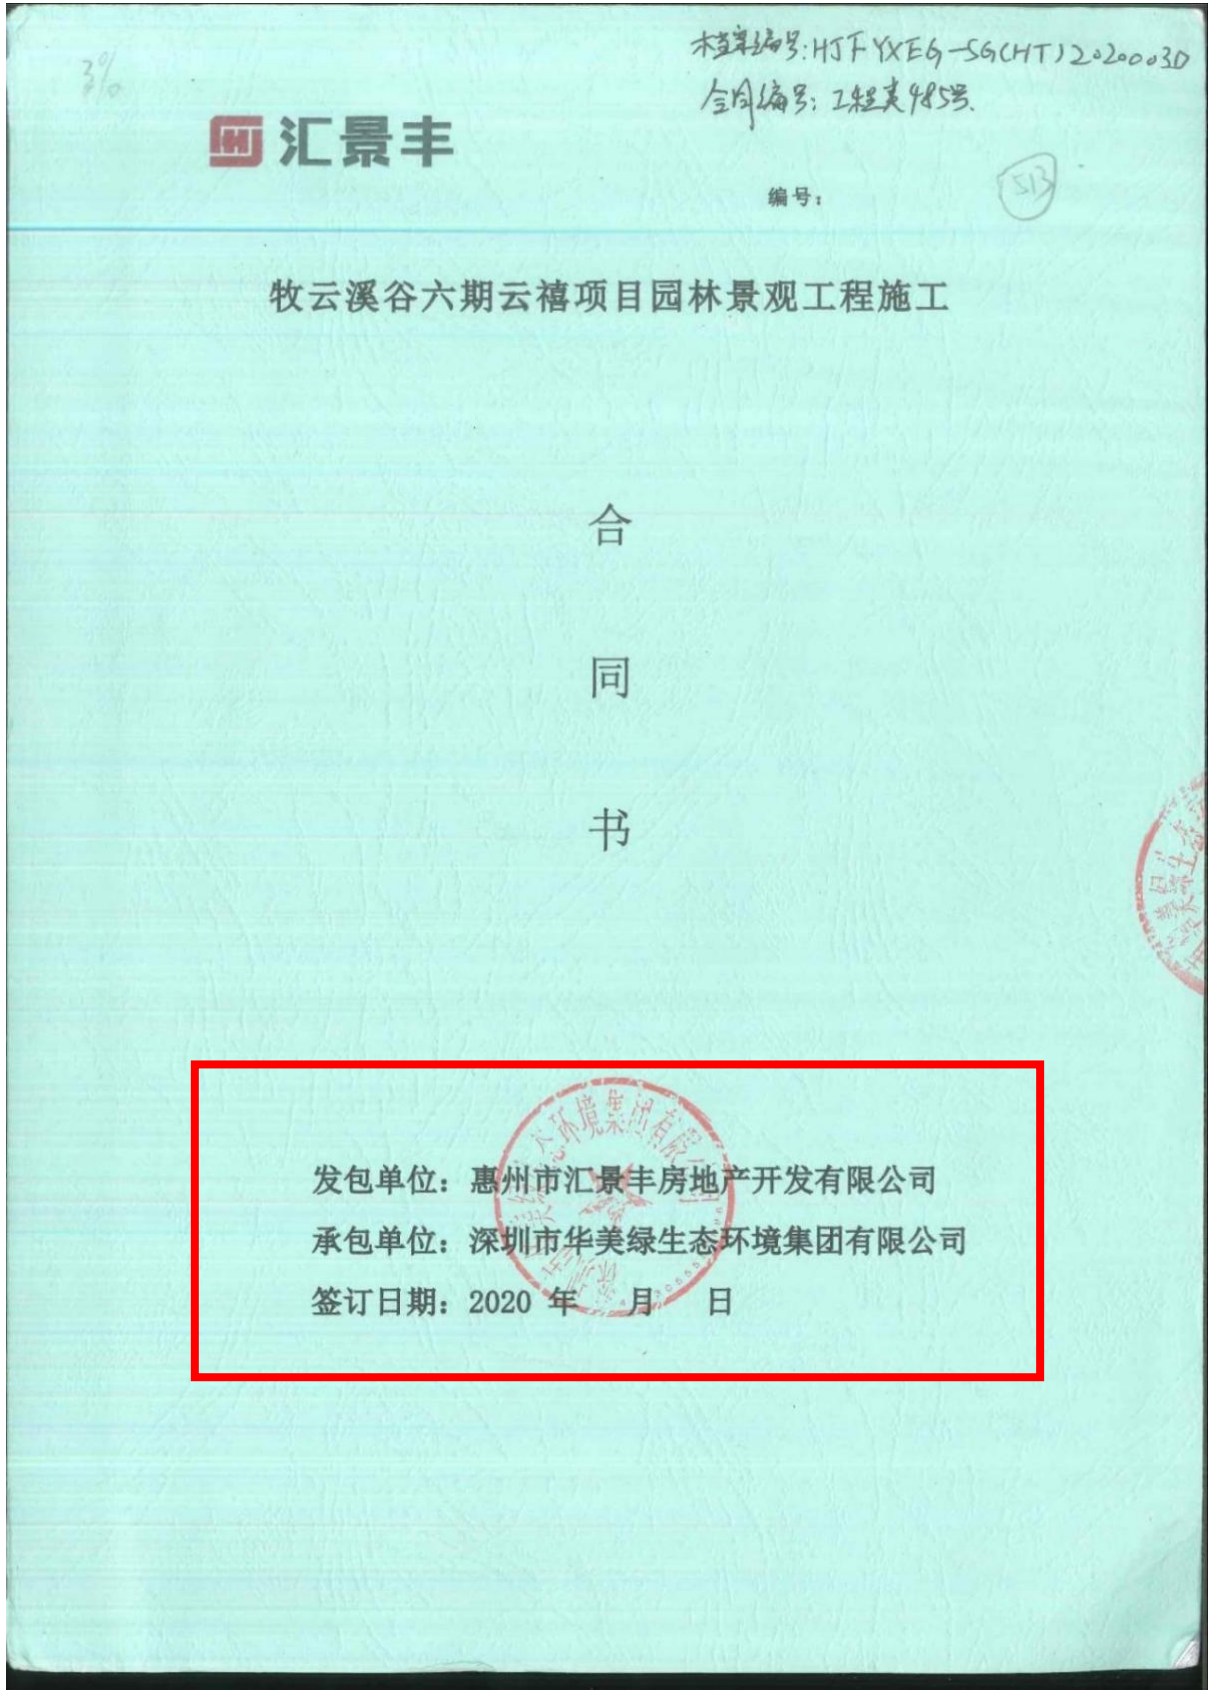 3%
档案编号:HJFYXEG-SG(HT)2020003D
合同编号:工程类485号.
汇景丰
编号:
513
牧云溪谷六期云禧项目园林景观工程施工
合
同
书
发包单位:惠州市汇景丰房地产开发有限公司
承包单位:深圳市华美绿生态环境集团有限公司
签订日期:2020 年 月 日